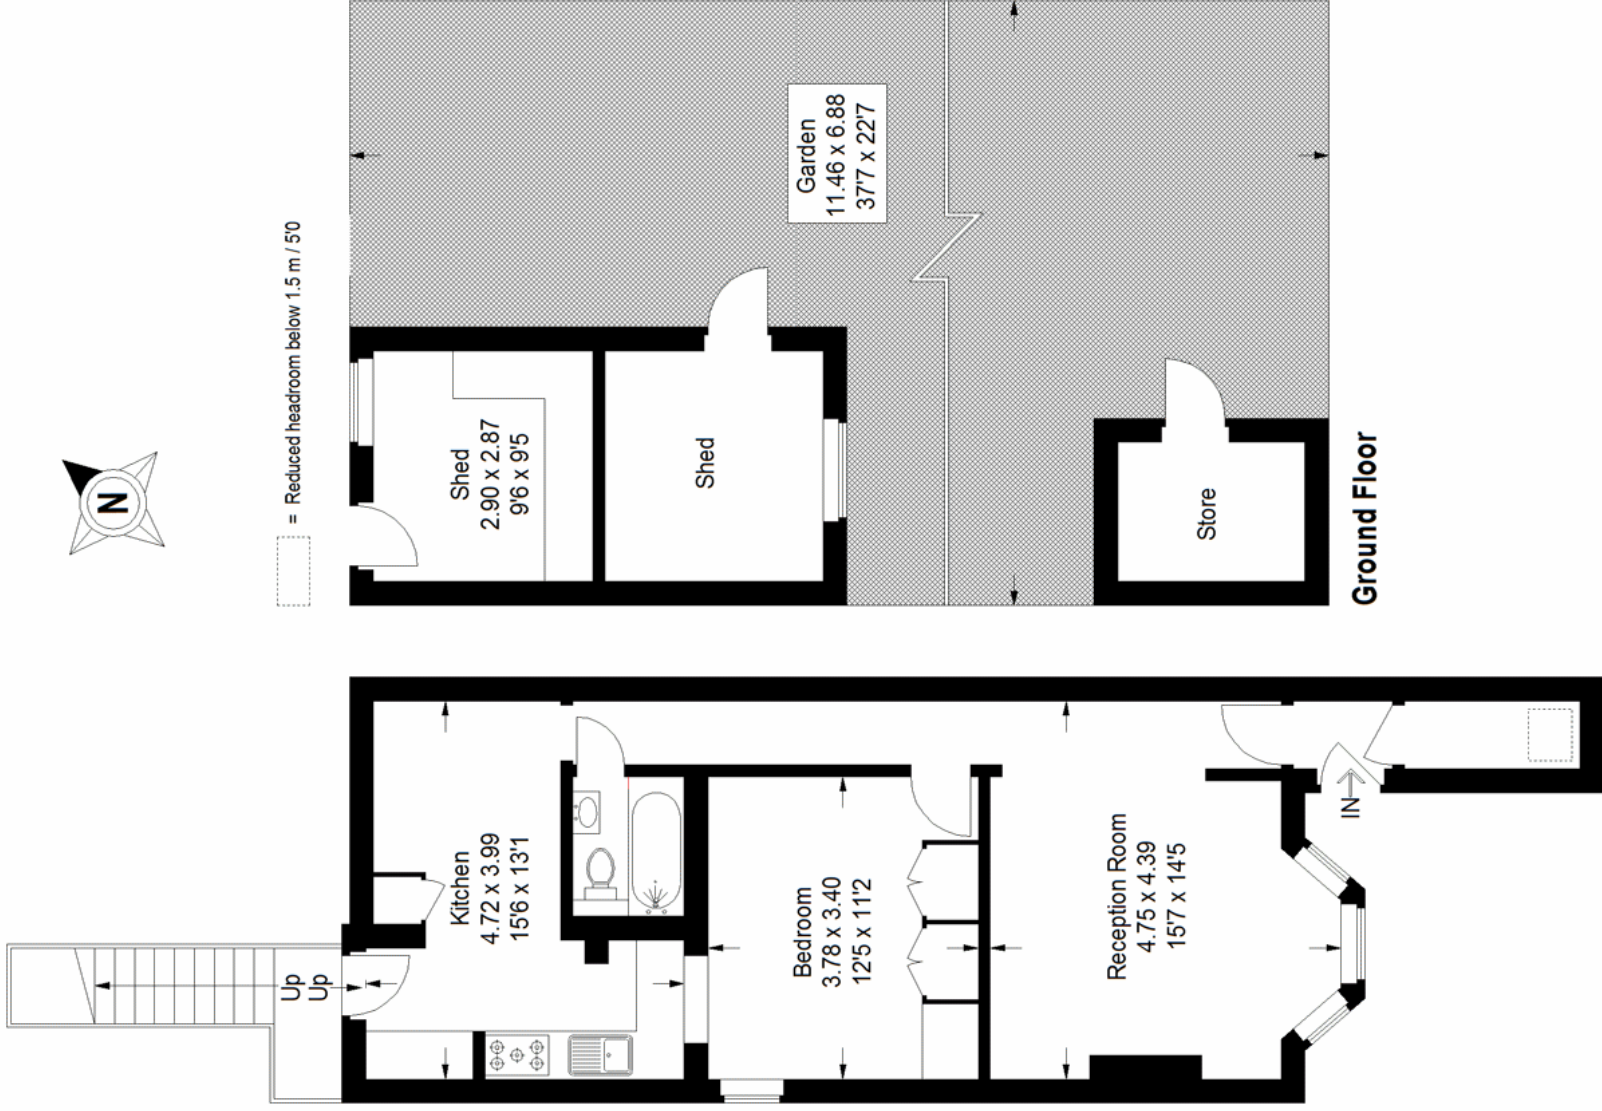 N
= Reduced headroom below 1.5 m / 5'0
Shed
2.90 x 2.87
9'6 x 9'5
Shed
Garden
11.46 x 6.88
37'7 x 22'7
Store
Ground Floor
Up
Up
Kitchen
4.72 x 3.99
15'6 x 13'1
Bedroom
3.78 x 3.40
12'5 x 11'2
Reception Room
4.75 x 4.39
15'7 x 14'5
IN